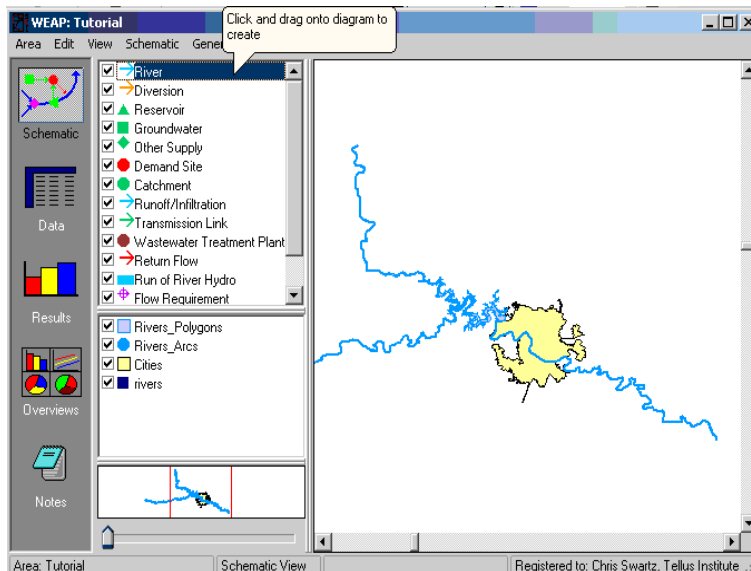 WEAP: Tutorial
Click and drag onto diagram to
create
Area Edit View Schematic Gene
Schematic
Data
Results
Overviews
Notes
River
Diversion
Reservoir
Groundwater
Other Supply
Demand Site
Catchment
Runoff/Infiltration
Transmission Link
Wastewater Treatment Plant
Return Flow
Run of River Hydro
Flow Requirement
Rivers_Polygons
Rivers_Arcs
Cities
rivers
Area: Tutorial Schematic View Registered to: Chris Swartz, Tellus Institute